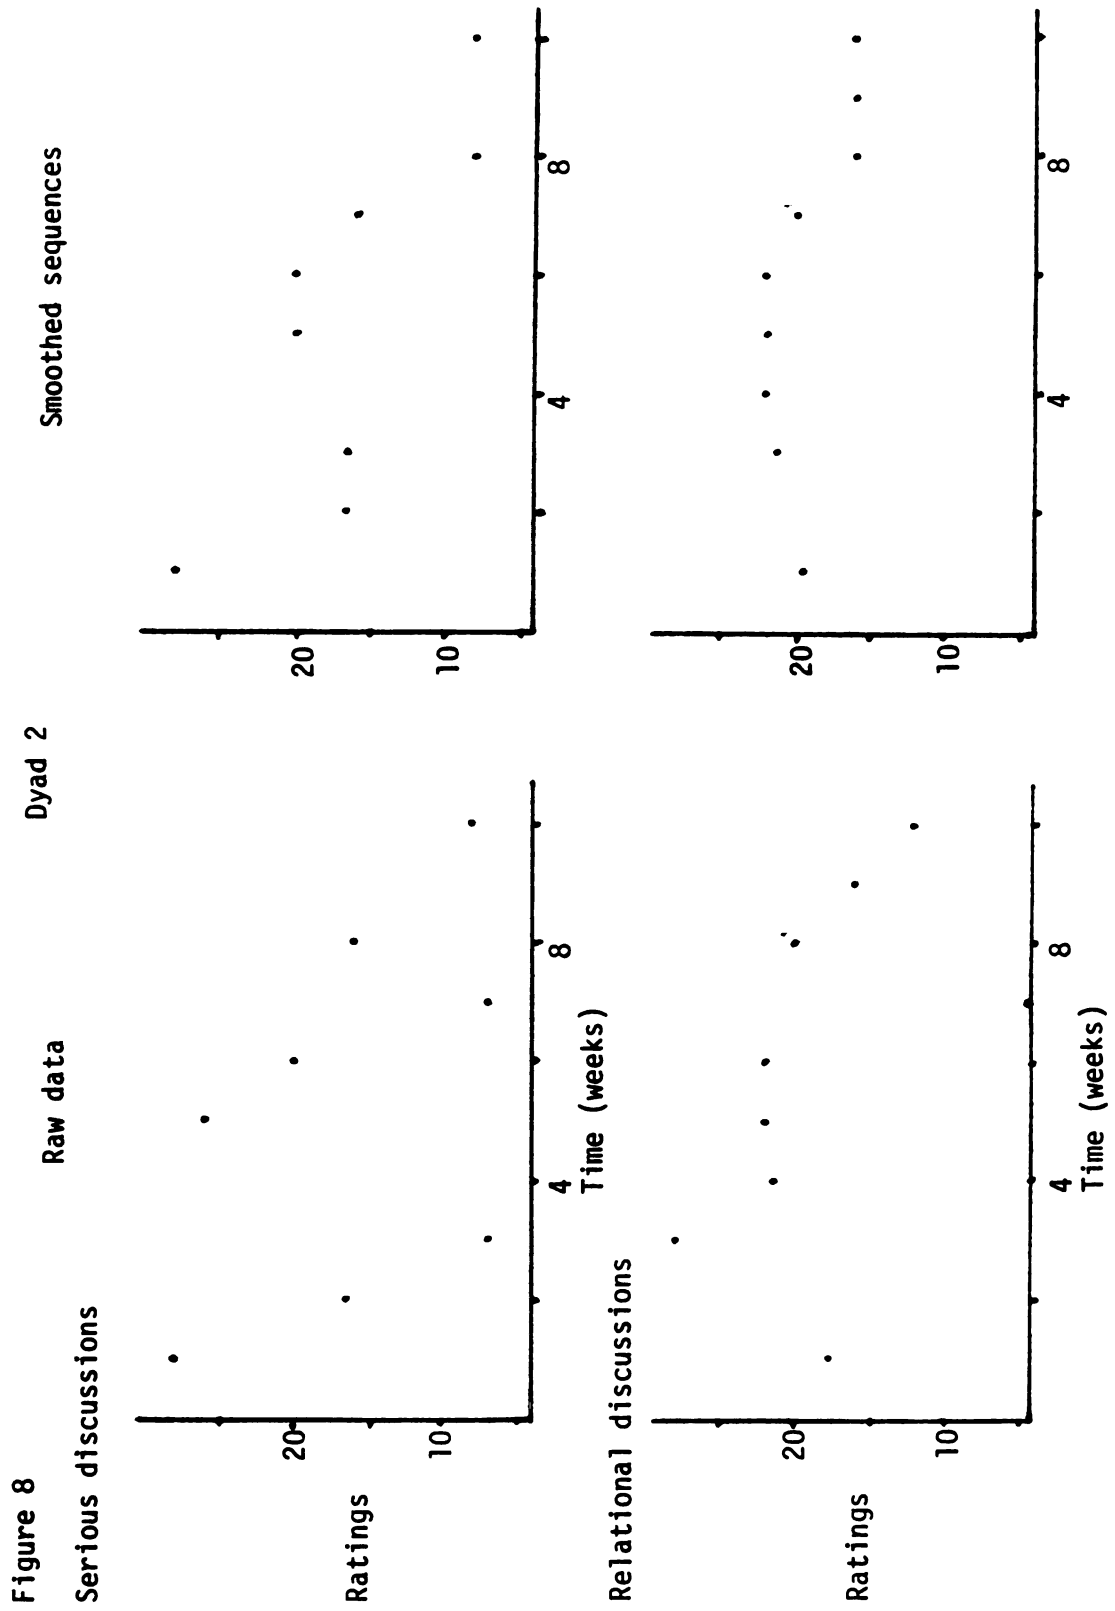 Figure 8 Dyad 2
Raw data Smoothed sequences
Serious discussions
20 20
Ratings
10 10
4 8 4 8
Time (weeks)
Relational discussions
20 20
Ratings
10 10
4 8 4 8
Time (weeks)